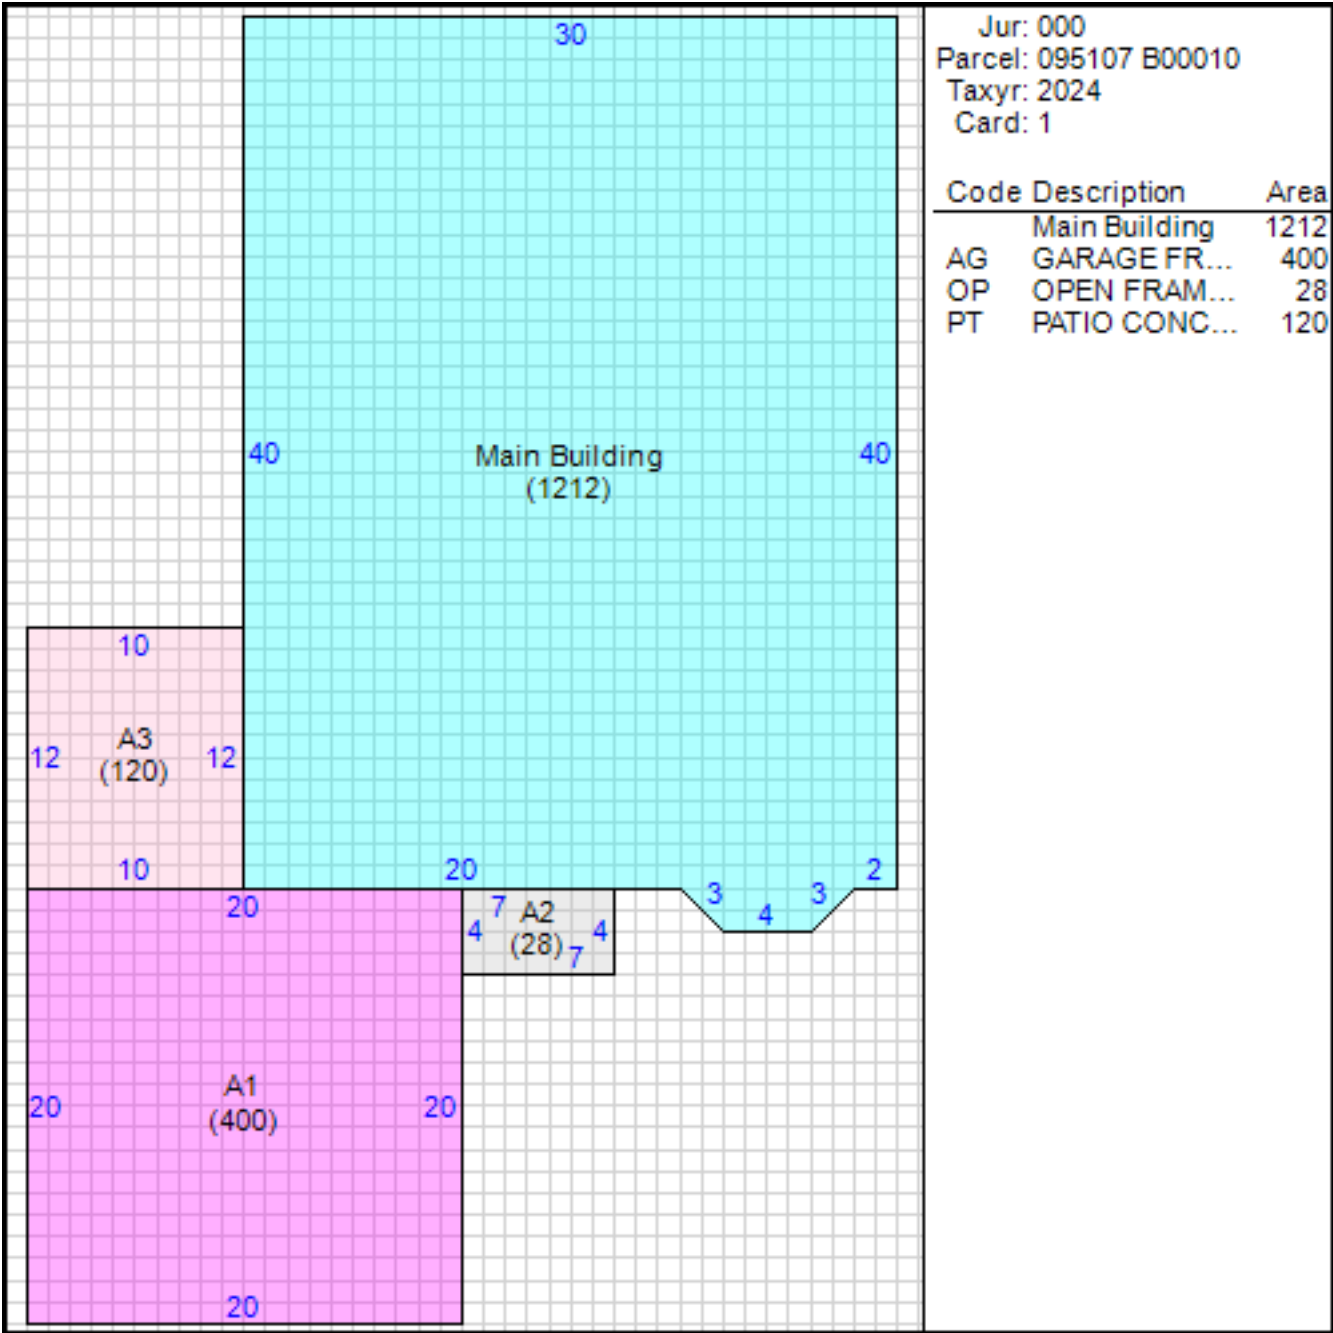 Jur: 000
Parcel: 095107 B00010
Taxyr: 2024
Card: 1
Code Description Area
Main Building 1212
AG GARAGE FR... 400
OP OPEN FRAM... 28
PT PATIO CONC... 120
30
40
Main Building
(1212)
40
10
12
A3
(120)
12
10
20
2
20
3
4
3
7
4
A2
(28)
4
7
20
A1
(400)
20
20